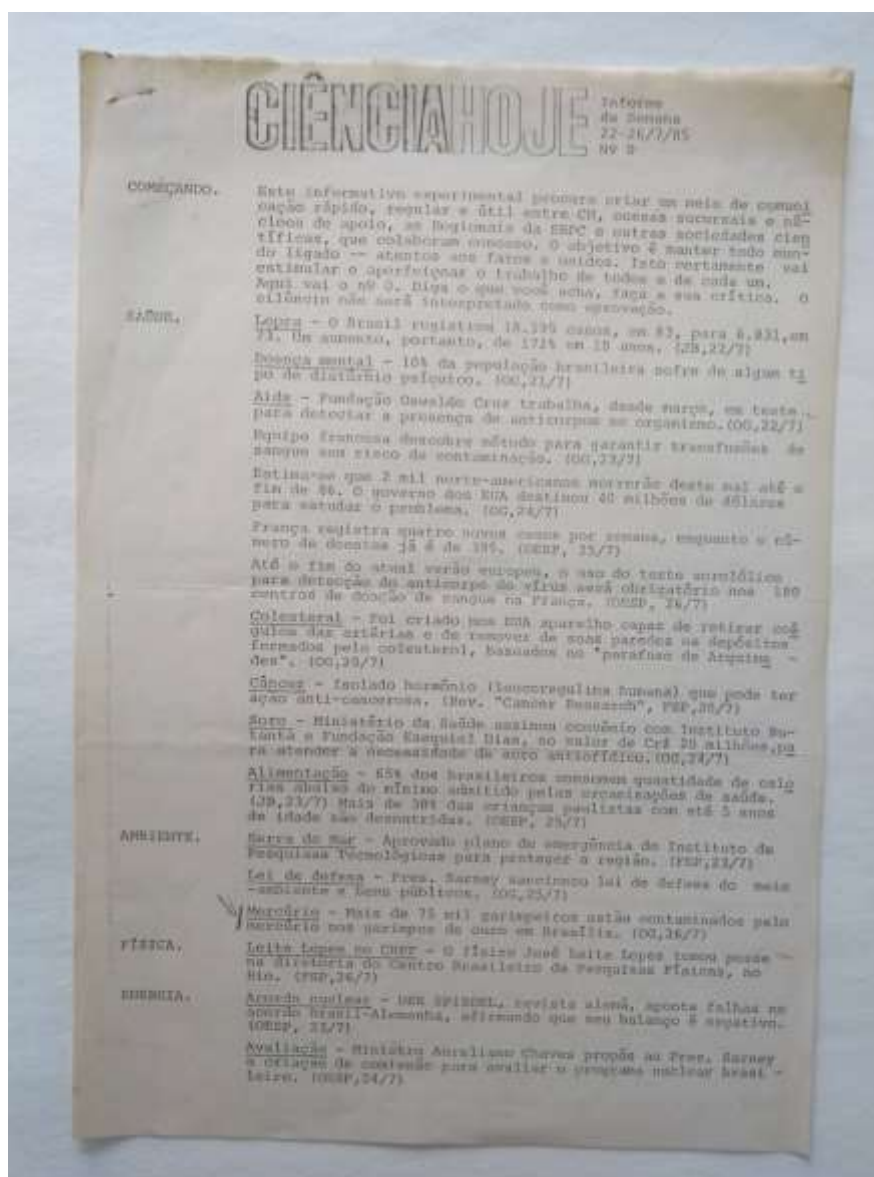 CIÊNCIAHOJE
Informe
da Semana
22-26/7/85
Nº 0
COMEÇANDO.
Este informativo experimental procura criar um meio de comuni
cação rápido, regular e útil entre CH, nossas sucursais e nú-
cleos de apoio, as Regionais da SBPC e outras sociedades cien
tíficas, que colaboram conosco. O objetivo é manter todo mun-
do ligado -- atentos aos fatos e unidos. Isto certamente vai
estimular e aperfeiçoar o trabalho de todos e de cada um.
Aqui vai o nº 0. Diga o que você acha, faça a sua crítica. O
silêncio não será interpretado como aprovação.
SAÚDE.
Lepra - O Brasil registrou 18.199 casos, em 83, para 6.831, em
73. Um aumento, portanto, de 172% em 10 anos. (JB,22/7)
Doença mental - 10% da população brasileira sofre de algum ti
po de distúrbio psíquico. (OG,21/7)
Aids - Fundação Oswaldo Cruz trabalha, desde março, em teste
para detectar a presença de anticorpos no organismo. (OG,22/7)
Equipe francesa descobre método para garantir transfusões de
sangue sem risco de contaminação. (OG,23/7)
Estima-se que 2 mil norte-americanos morrerão deste mal até o
fim de 86. O governo dos EUA destinou 40 milhões de dólares
para estudar o problema. (OG,24/7)
França registra quatro novos casos por semana, enquanto o nú-
mero de doentes já é de (OESP, 25/7)
Até o fim do atual verão europeu, o uso do teste sorológico
para detecção do anticorpo do vírus será obrigatório nos 180
centros de doação de sangue na França. (OESP, 26/7)
Colesterol - Foi criado nos EUA aparelho capaz de retirar coá
gulos das artérias e de remover de suas paredes os depósitos
formados pelo colesterol, baseados no "parafuso de Arquime -
des". (OG,20/7)
Câncer - Isolado hormônio (leucoregulina humana) que pode ter
ação anti-cancerosa. (Rev. "Cancer Research", FSP,20/7)
Soro - Ministério da Saúde assinou convênio com Instituto Bu-
tantã e Fundação Ezequiel Dias, no valor de Cr$ 20 milhões, pa
ra atender à necessidade de soro antiofídico. (OG,24/7)
Alimentação - 65% dos brasileiros consomem quantidade de calo
rias abaixo do mínimo admitido pelas organizações de saúde.
(JB,23/7) Mais de 30% das crianças paulistas com até 5 anos
de idade são desnutridas. (OESP, 25/7)
AMBIENTE.
Serra do Mar - Aprovado plano de emergência do Instituto de
Pesquisas Tecnológicas para proteger a região. (FSP,23/7)
Lei de defesa - Pres. Sarney sancionou lei de defesa do meio
-ambiente e bens públicos. (OG,25/7)
Mercúrio - Mais de 75 mil garimpeiros estão contaminados pelo
mercúrio nos garimpos de ouro em Brasília. (OG,26/7)
FÍSICA.
Leite Lopes no CBPF - O físico José Leite Lopes tomou posse
na diretoria do Centro Brasileiro de Pesquisas Físicas, no
Rio. (FSP,26/7)
ENERGIA.
Acordo nuclear - DER SPIEGEL, revista alemã, aponta falhas no
acordo Brasil-Alemanha, afirmando que seu balanço é negativo.
(OESP, 23/7)
Avaliação - Ministro Aureliano Chaves propôs ao Pres. Sarney
a criação de comissão para avaliar o programa nuclear brasi -
leiro. (OESP,24/7)